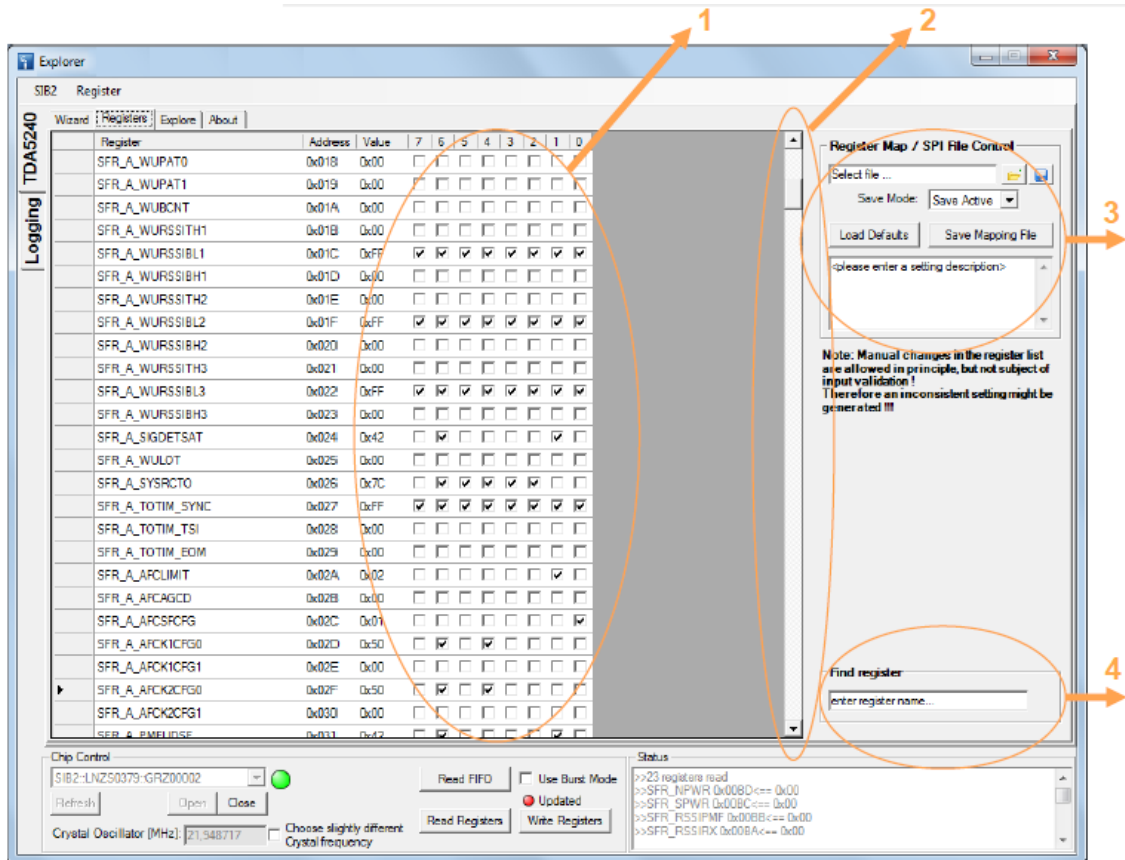 1
2
Explorer
SIB2 Register
TDA5240
Logging
Wizard Registers Explore About
Register Address Value 7 6 5 4 3 2 1 0
SFR_A_WUPAT0 0x018 0x00
SFR_A_WUPAT1 0x019 0x00
SFR_A_WUBCNT 0x01A 0x00
SFR_A_WURSSITH1 0x01B 0x00
SFR_A_WURSSIBL1 0x01C 0xFF
SFR_A_WURSSIBH1 0x01D 0x00
SFR_A_WURSSITH2 0x01E 0x00
SFR_A_WURSSIBL2 0x01F 0xFF
SFR_A_WURSSIBH2 0x020 0x00
SFR_A_WURSSITH3 0x021 0x00
SFR_A_WURSSIBL3 0x022 0xFF
SFR_A_WURSSIBH3 0x023 0x00
SFR_A_SIGDETSAT 0x024 0x42
SFR_A_WULOT 0x025 0x00
SFR_A_SYSRCTO 0x026 0x7C
SFR_A_TOTIM_SYNC 0x027 0xFF
SFR_A_TOTIM_TSI 0x028 0x00
SFR_A_TOTIM_EOM 0x029 0x00
SFR_A_AFCLIMIT 0x02A 0x02
SFR_A_AFCAGCD 0x02B 0x00
SFR_A_AFCSFCFG 0x02C 0x01
SFR_A_AFCK1CFG0 0x02D 0x50
SFR_A_AFCK1CFG1 0x02E 0x00
SFR_A_AFCK2CFG0 0x02F 0x50
SFR_A_AFCK2CFG1 0x030 0x00
SFR_A_PMFUDSF 0x031 0x42
Register Map / SPI File Control
Select file ...
Save Mode: Save Active
Load Defaults Save Mapping File
<please enter a setting description>
3
Note: Manual changes in the register list
are allowed in principle, but not subject of
input validation !
Therefore an inconsistent setting might be
generated !!!
Find register
enter register name...
4
Chip Control
SIB2::LNZS0379::GRZ00002
Refresh Open Close
Crystal Oscillator [MHz]: 21,948717
Choose slightly different
Crystal frequency
Read FIFO Use Burst Mode
Updated
Read Registers Write Registers
Status
>>23 registers read
>>SFR_NPWR 0x00BD<== 0x00
>>SFR_SPWR 0x00BC<== 0x00
>>SFR_RSSIPMF 0x00BB<== 0x00
>>SFR_RSSIRX 0x00BA<== 0x00